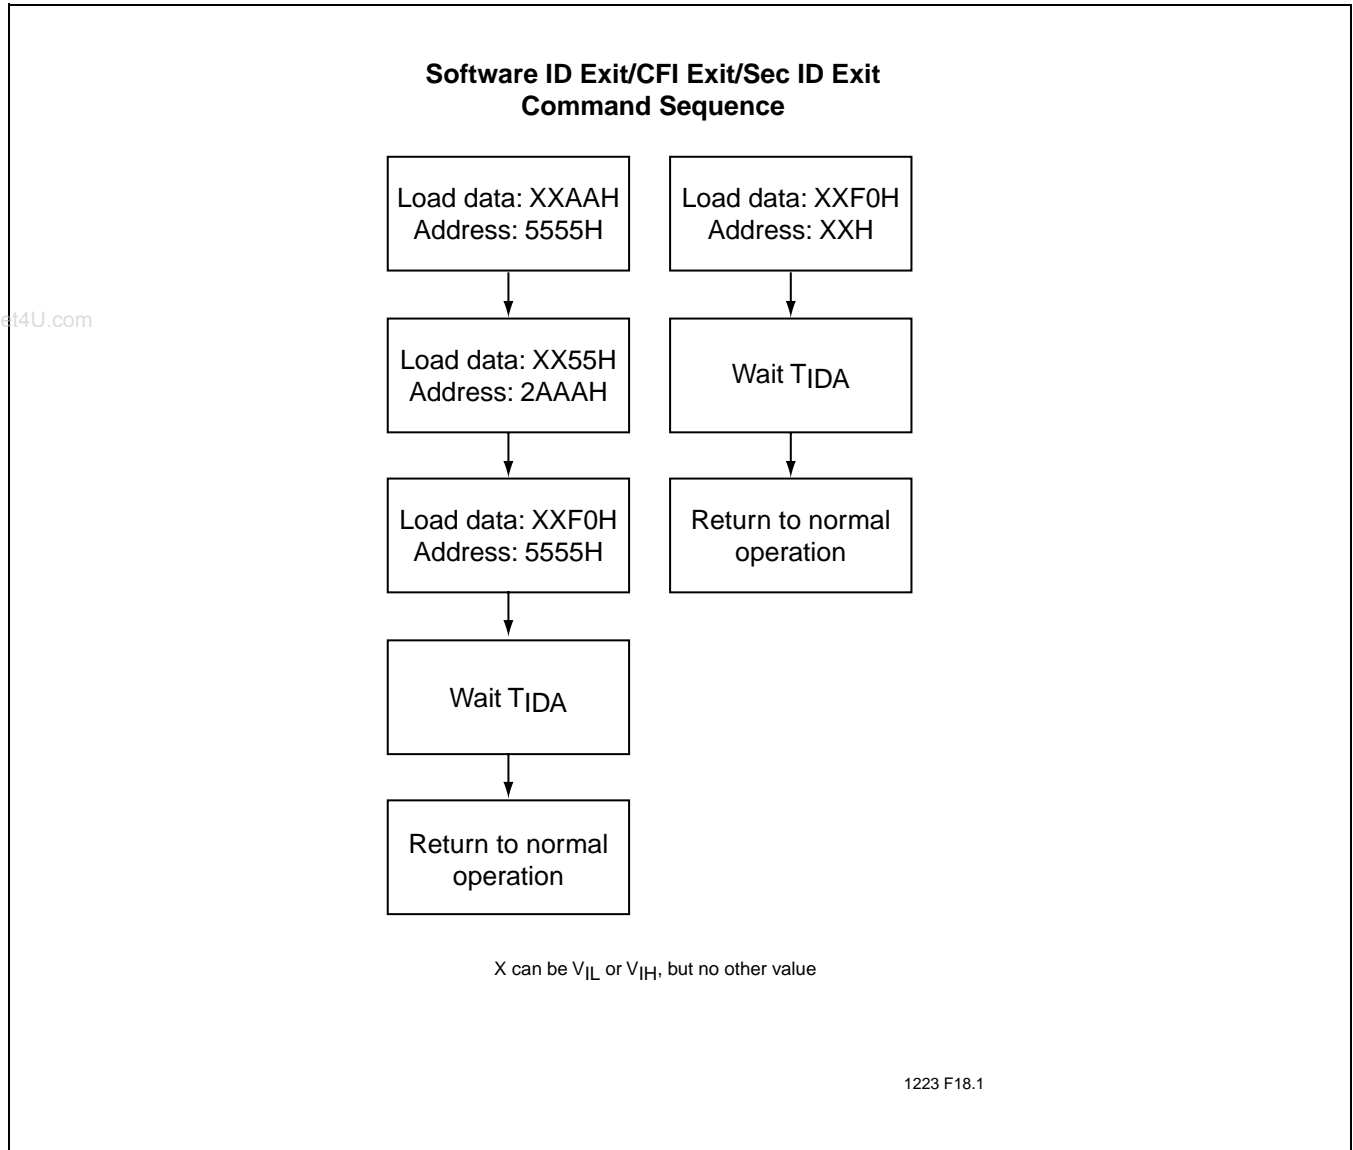 Software ID Exit/CFI Exit/Sec ID Exit
Command Sequence
Load data: XXAAH
Address: 5555H
Load data: XX55H
Address: 2AAAH
Load data: XXF0H
Address: 5555H
Wait TIDA
Return to normal
operation
Load data: XXF0H
Address: XXH
Wait TIDA
Return to normal
operation
X can be VIL or VIH, but no other value
1223 F18.1
et4U.com